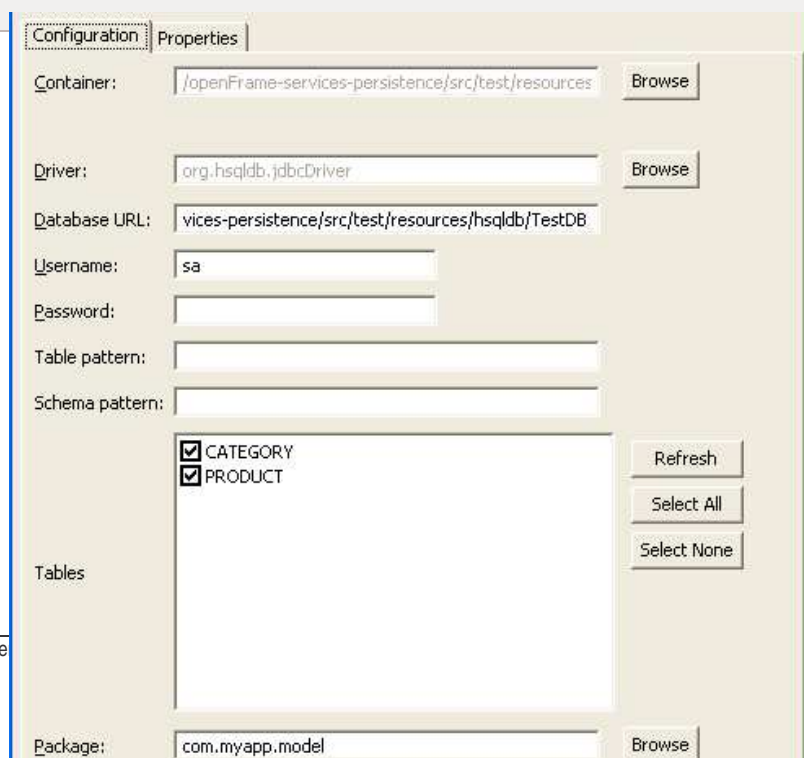 Configuration Properties
Container: /openFrame-services-persistence/src/test/resources Browse
Driver: org.hsqldb.jdbcDriver Browse
Database URL: vices-persistence/src/test/resources/hsqldb/TestDB
Username: sa
Password:
Table pattern:
Schema pattern:
CATEGORY
PRODUCT
Refresh
Select All
Select None
Tables
e
Package: com.myapp.model Browse